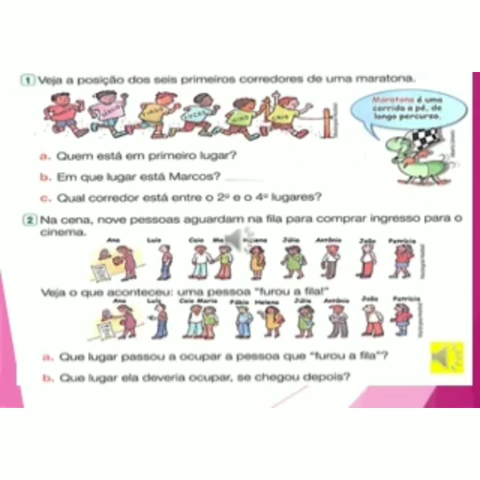 1 Veja a posição dos seis primeiros corredores de uma maratona.
Maratona é uma
corrida a pé, de
longo percurso.
a. Quem está em primeiro lugar?
b. Em que lugar está Marcos?
c. Qual corredor está entre o 2º e o 4º lugares?
2 Na cena, nove pessoas aguardam na fila para comprar ingresso para o
cinema.
Ana Luis Caio Helena Júlia Antônio João Patrícia
Veja o que aconteceu: uma pessoa "furou a fila!"
Ana Luis Caio Maria Fábio Helena Júlia Antônio João Patrícia
a. Que lugar passou a ocupar a pessoa que "furou a fila"?
b. Que lugar ela deveria ocupar, se chegou depois?